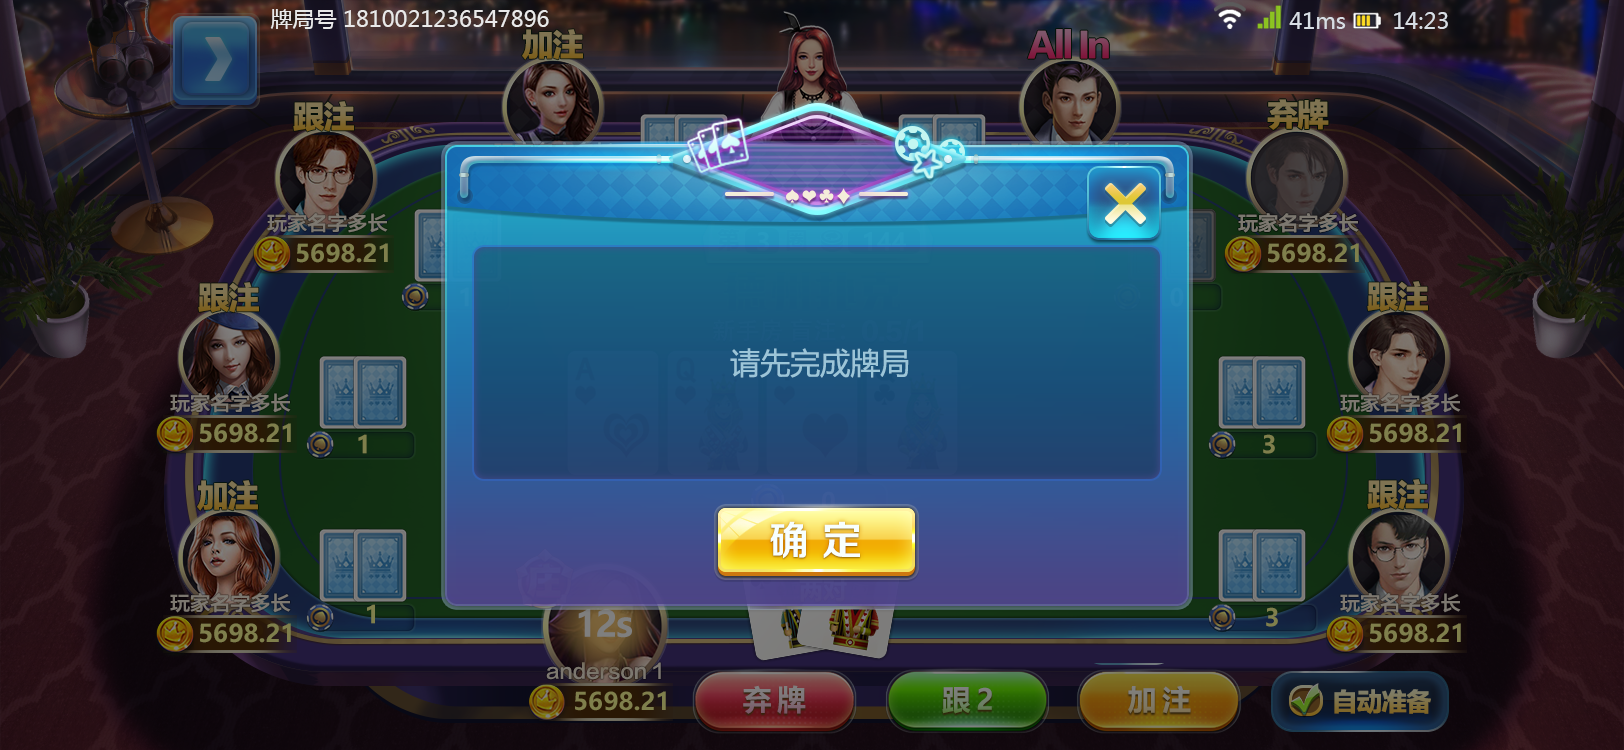 牌局号 1810021236547896
41ms
14:23
加注
All In
跟注
弃牌
玩家名字多长
5698.21
玩家名字多长
5698.21
跟注
跟注
请先完成牌局
玩家名字多长
5698.21
1
3
玩家名字多长
5698.21
加注
跟注
确定
玩家名字多长
5698.21
1
12s
3
玩家名字多长
5698.21
anderson 1
5698.21
弃牌
跟 2
加注
自动准备